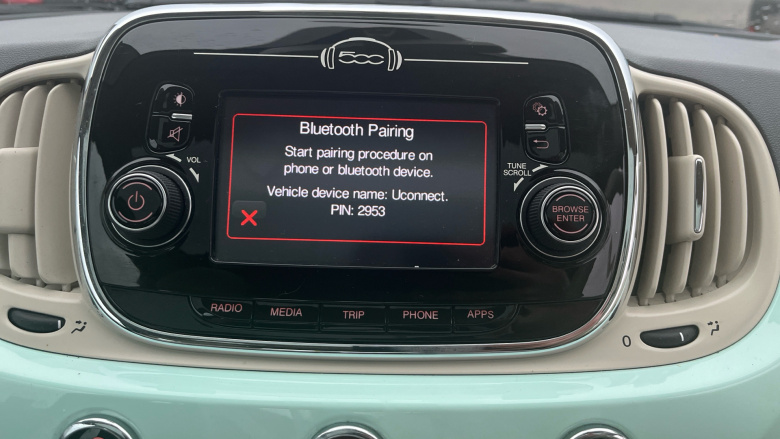 500
VOL
TUNE
SCROLL
Bluetooth Pairing
Start pairing procedure on
phone or bluetooth device.
Vehicle device name: Uconnect.
PIN: 2953
BROWSE
ENTER
RADIO
MEDIA
TRIP
PHONE
APPS
0